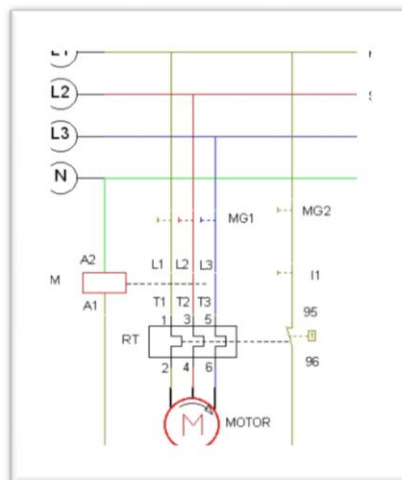 L2
L3
N
MG1
MG2
A2
L1 L2 L3
I1
M
A1
T1 T2 T3
95
1 3 5
RT
96
2 4 6
M
MOTOR